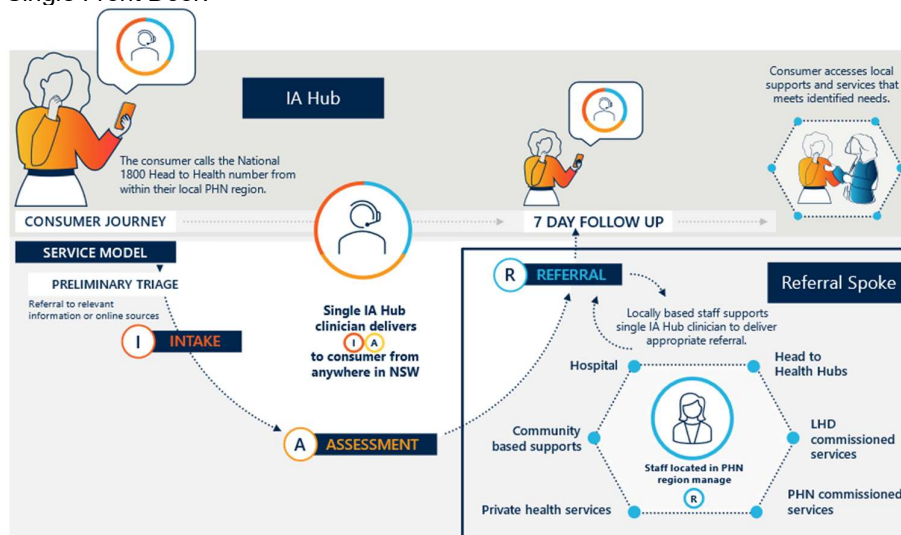 Single Front Door:
IA Hub
Consumer accesses local
supports and services that
meets identified needs.
The consumer calls the National
1800 Head to Health number from
within their local PHN region.
CONSUMER JOURNEY
7 DAY FOLLOW UP
SERVICE MODEL
PRELIMINARY TRIAGE
Referral to relevant
information or online sources
I INTAKE
Single IA Hub
clinician delivers
I A
to consumer from
anywhere in NSW
A ASSESSMENT
R REFERRAL
Referral Spoke
Locally based staff supports
single IA Hub clinician to deliver
appropriate referral.
Hospital
Head to
Health Hubs
Community
based supports
LHD
commissioned
services
Staff located in PHN
region manage
R
Private health services
PHN commissioned
services